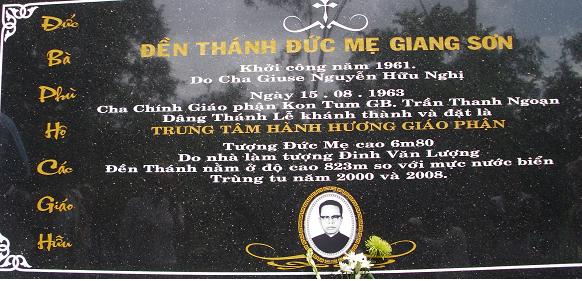 Đức
Bà
Phù
Hộ
Các
Giáo
Hữu
ĐỀN THÁNH ĐỨC MẸ GIANG SƠN
Khởi công năm 1961.
Do Cha Giuse Nguyễn Hữu Nghị
Ngày 15 . 08 . 1963
Cha Chính Giáo phận Kon Tum GB. Trần Thanh Ngoạn
Dâng Thánh Lễ khánh thành và đặt là
TRUNG TÂM HÀNH HƯƠNG GIÁO PHẬN
Tượng Đức Mẹ cao 6m80
Do nhà làm tượng Đinh Văn Lượng
Đền Thánh nằm ở độ cao 823m so với mực nước biển
Trùng tu năm 2000 và 2008.